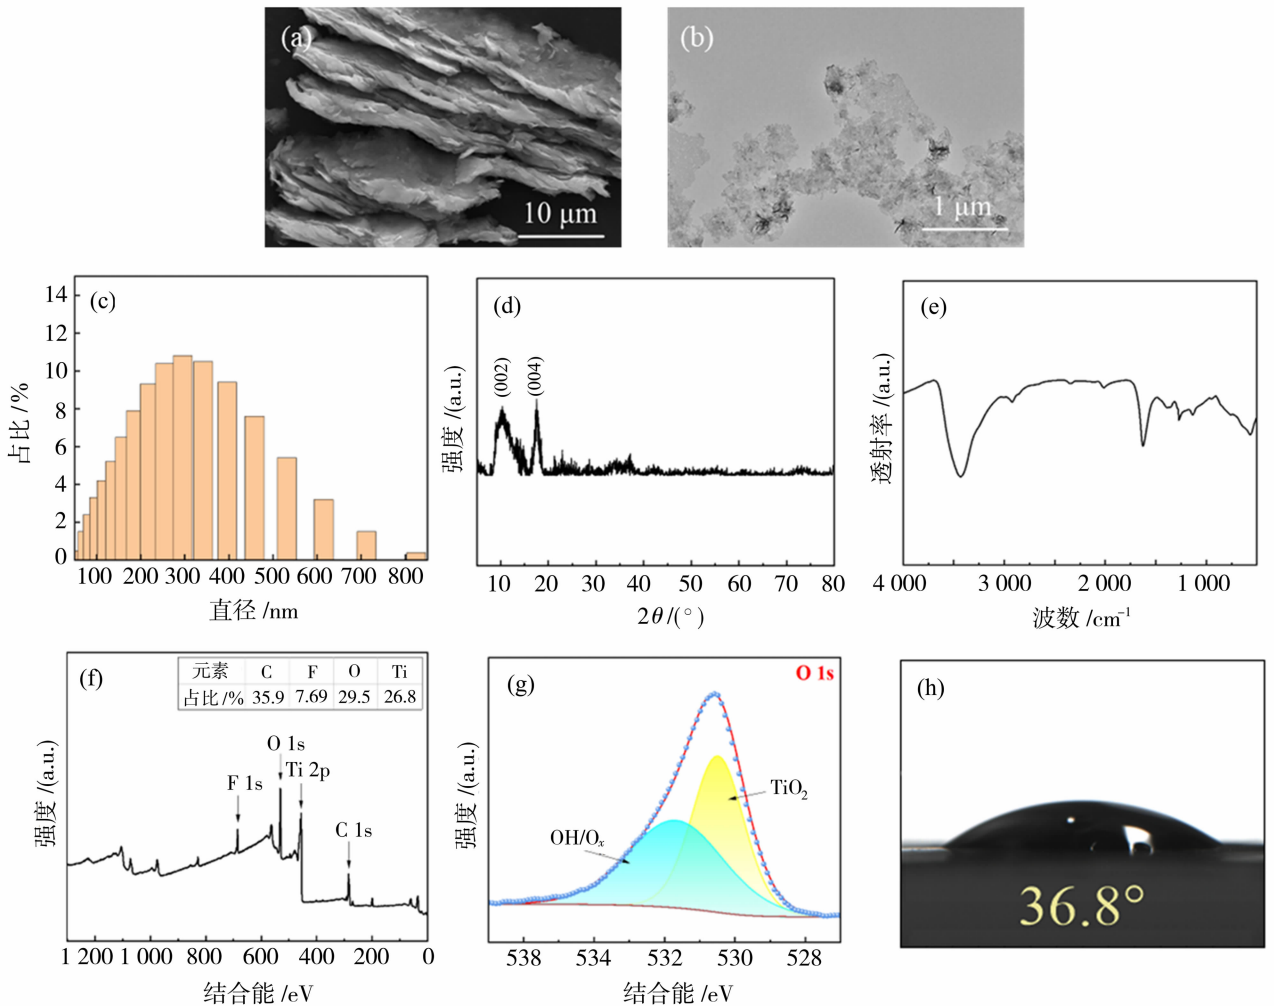 (a)
10 μm
(b)
1 μm
(c)
占比 /%
14
12
10
8
6
4
2
0
100 200 300 400 500 600 700 800
直径 /nm
(d)
强度 /(a.u.)
(002)
(004)
10 20 30 40 50 60 70 80
2θ/(°)
(e)
透射率 /(a.u.)
4 000 3 000 2 000 1 000
波数 /cm⁻¹
(f)
元素 C F O Ti
占比/% 35.9 7.69 29.5 26.8
强度 /(a.u.)
O 1s
F 1s
Ti 2p
C 1s
1 200 1 000 800 600 400 200 0
结合能 /eV
(g)
O 1s
强度 /(a.u.)
TiO₂
OH/Oₓ
538 534 532 530 528
结合能 /eV
(h)
36.8°